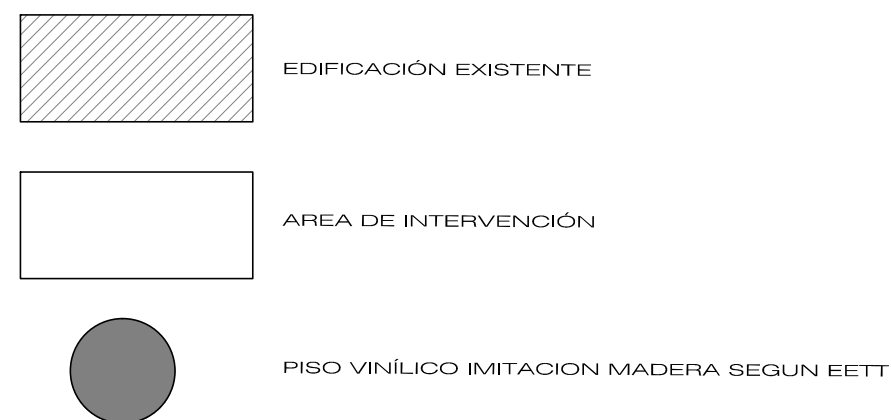 EDIFICACIÓN EXISTENTE
AREA DE INTERVENCIÓN
PISO VINÍLICO IMITACION MADERA SEGUN EETT